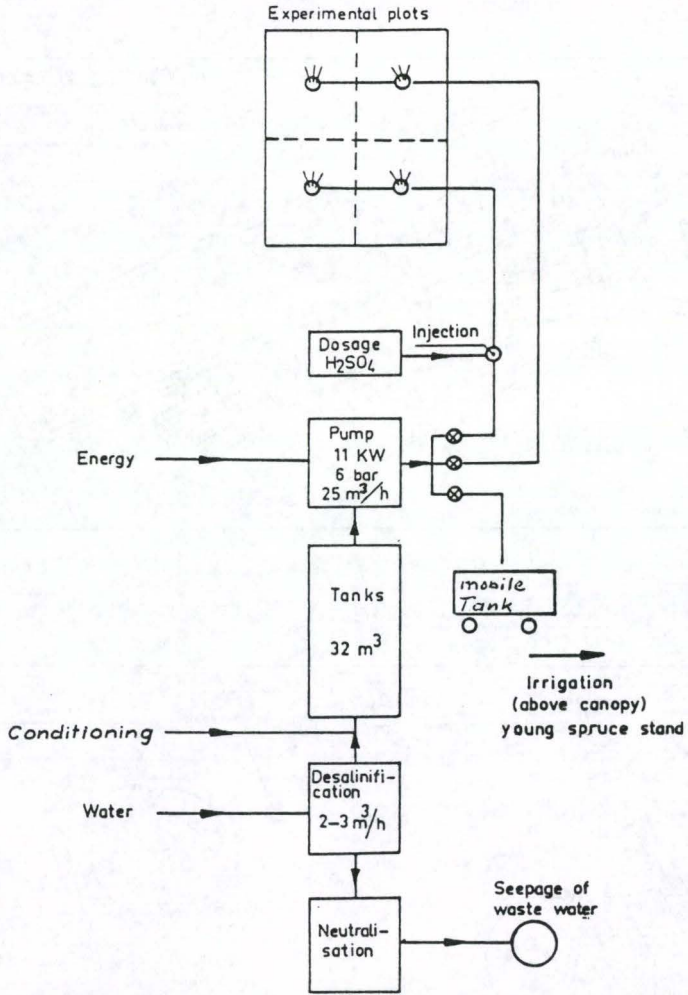 Experimental plots
Injection
Dosage
H₂SO₄
Pump
11 KW
6 bar
25 m³/h
Energy
Tanks
32 m³
mobile
Tank
Irrigation
(above canopy)
young spruce stand
Conditioning
Desalinifi-
cation
2–3 m³/h
Water
Neutrali-
sation
Seepage of
waste water